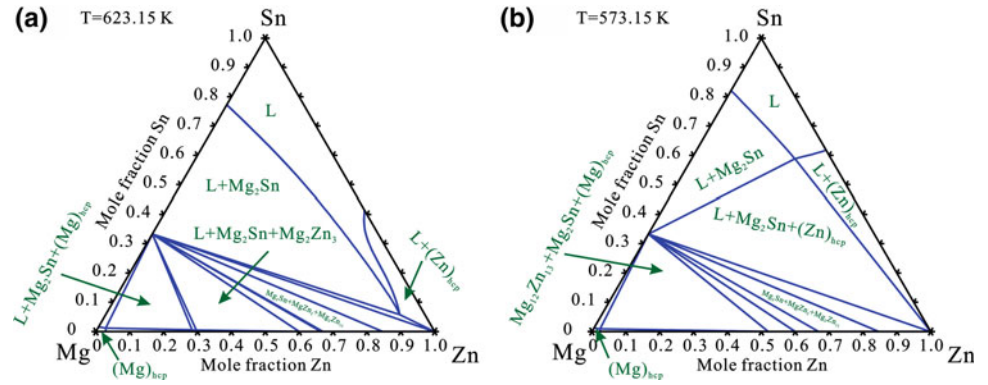 (a) T=623.15 K
Sn
1.0
0.9
0.8
0.7
0.6
0.5
0.4
0.3
0.2
0.1
0
Mole fraction Sn
L
L+Mg₂Sn
L+Mg₂Sn+Mg₂Zn₃
L+Mg₂Sn+(Mg)hcp
L+(Zn)hcp
Mg
0 0.1 0.2 0.3 0.4 0.5 0.6 0.7 0.8 0.9 1.0
Zn
(Mg)hcp
Mole fraction Zn
(b) T=573.15 K
Sn
1.0
0.9
0.8
0.7
0.6
0.5
0.4
0.3
0.2
0.1
0
Mole fraction Sn
L
L+Mg₂Sn
L+(Zn)hcp
L+Mg₂Sn+(Zn)hcp
Mg₁₂Zn₁₃+Mg₂Sn+(Mg)hcp
Mg
0 0.1 0.2 0.3 0.4 0.5 0.6 0.7 0.8 0.9 1.0
Zn
(Mg)hcp
Mole fraction Zn